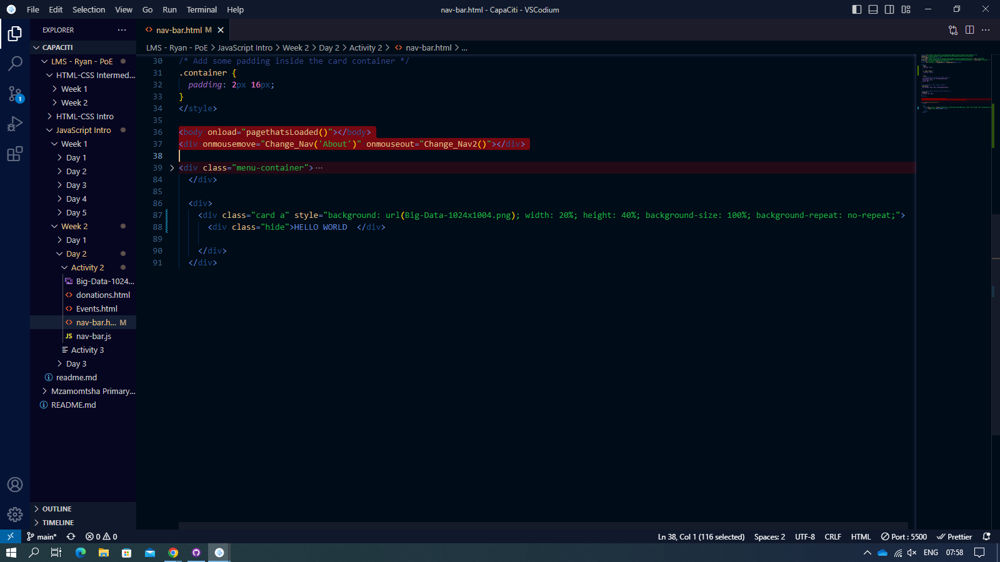 File Edit Selection View Go Run Terminal Help
nav-bar.html - CapaCiti - VSCodium
EXPLORER
nav-bar.html M
CAPACITI
LMS - Ryan - PoE > JavaScript Intro > Week 2 > Day 2 > Activity 2 > nav-bar.html > ...
LMS - Ryan - PoE
HTML-CSS Intermed...
Week 1
Week 2
HTML-CSS Intro
JavaScript Intro
Week 1
Day 1
Day 2
Day 3
Day 4
Day 5
Week 2
Day 1
Day 2
Activity 2
Big-Data-1024...
donations.html
Events.html
nav-bar.h... M
nav-bar.js
Activity 3
Day 3
readme.md
Mzamomtsha Primary...
README.md
OUTLINE
TIMELINE
30 /* Add some padding inside the card container */
31 .container {
32 padding: 2px 16px;
33 }
34 </style>
35
36 <body onload="pagethatsLoaded()"></body>
37 <div onmousemove="Change_Nav('About')" onmouseout="Change_Nav2()"></div>
38
39 <div class="menu-container">···
84 </div>
85
86 <div>
87 <div class="card a" style="background: url(Big-Data-1024x1004.png); width: 20%; height: 40%; background-size: 100%; background-repeat: no-repeat;">
88 <div class="hide">HELLO WORLD  </div>
89
90 </div>
91 </div>
1
main* 0 0
Ln 38, Col 1 (116 selected) Spaces: 2 UTF-8 CRLF HTML Port : 5500 Prettier
ENG 07:58